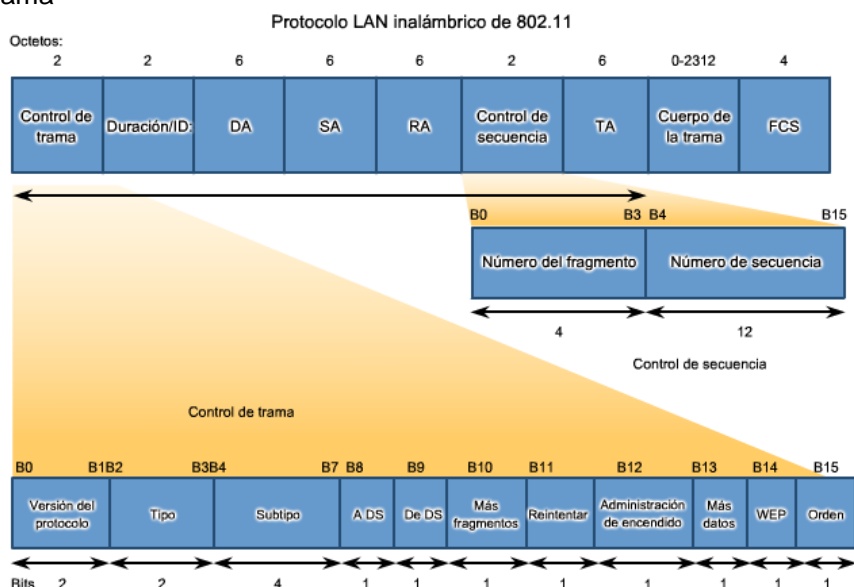 Protocolo LAN inalámbrico de 802.11
Octetos:
2 2 6 6 6 2 6 0-2312 4
Control de trama
Duración/ID:
DA
SA
RA
Control de secuencia
TA
Cuerpo de la trama
FCS
B0 B3 B4 B15
Número del fragmento Número de secuencia
4 12
Control de secuencia
Control de trama
B0 B1B2 B3B4 B7 B8 B9 B10 B11 B12 B13 B14 B15
Versión del protocolo
Tipo
Subtipo
A DS
De DS
Más fragmentos
Reintentar
Administración de encendido
Más datos
WEP
Orden
Bits 2 2 4 1 1 1 1 1 1 1 1